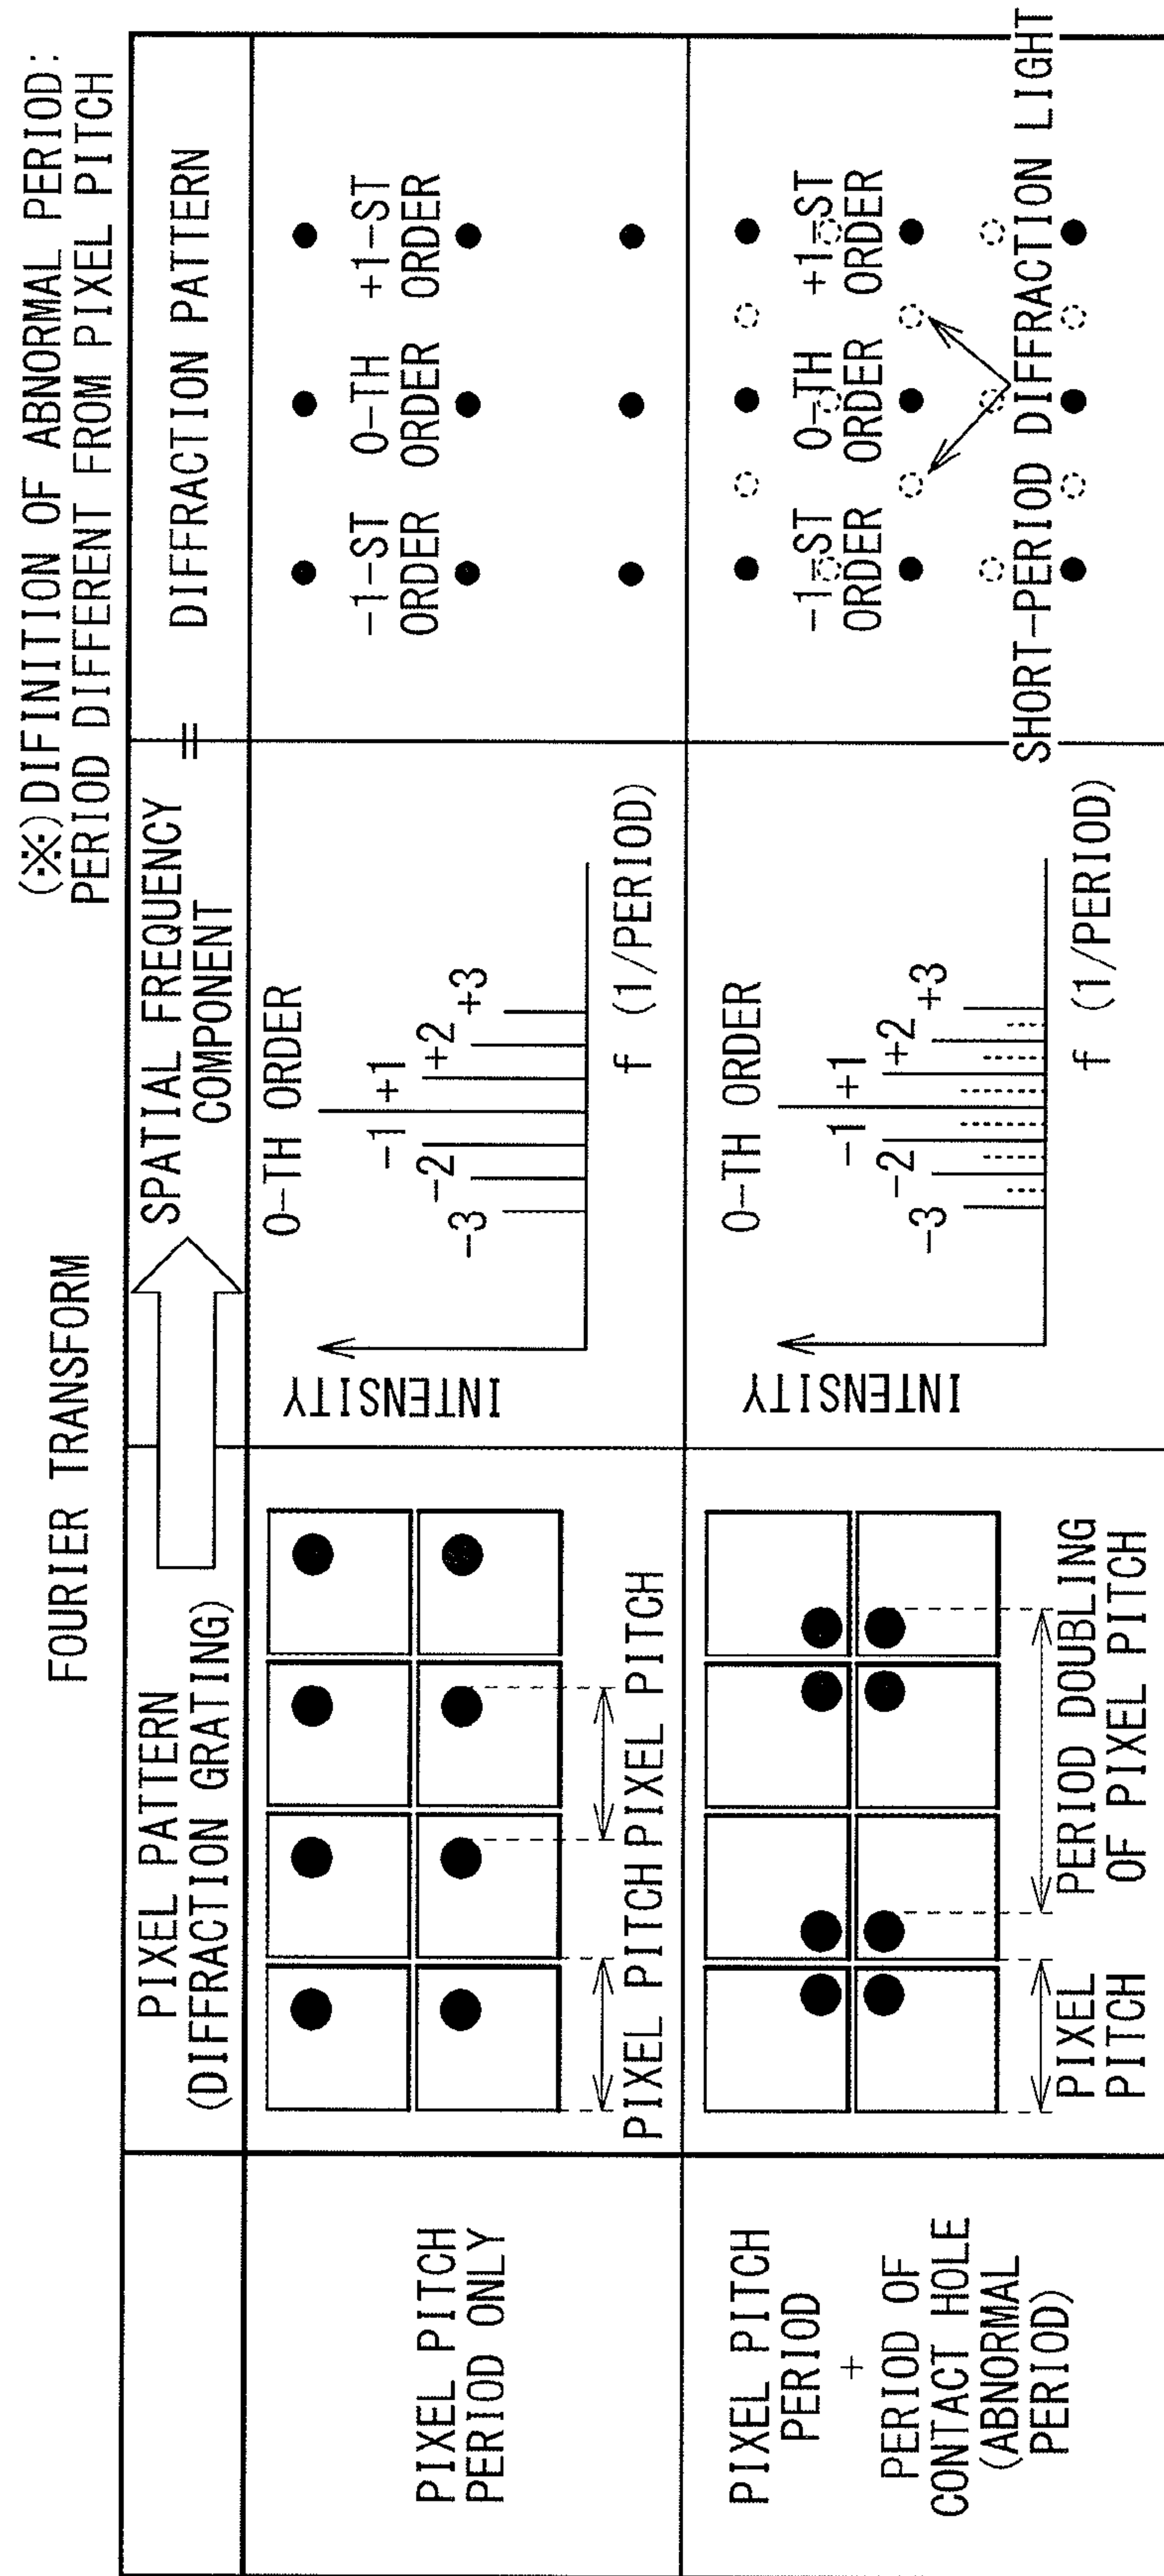 (※)DIFINITION OF ABNORMAL PERIOD:
PERIOD DIFFERENT FROM PIXEL PITCH
FOURIER TRANSFORM
PIXEL PATTERN
(DIFFRACTION GRATING)
SPATIAL FREQUENCY
COMPONENT
=
DIFFRACTION PATTERN
PIXEL PITCH
PERIOD ONLY
PIXEL PITCH
PIXEL PITCH
INTENSITY
0-TH ORDER
-3
-2
-1
+1
+2
+3
f (1/PERIOD)
-1-ST
ORDER
0-TH
ORDER
+1-ST
ORDER
PIXEL PITCH
PERIOD
+
PERIOD OF
CONTACT HOLE
(ABNORMAL
PERIOD)
PIXEL
PITCH
PERIOD DOUBLING
OF PIXEL PITCH
INTENSITY
0-TH ORDER
-3
-2
-1
+1
+2
+3
f (1/PERIOD)
-1-ST
ORDER
0-TH
ORDER
+1-ST
ORDER
SHORT-PERIOD DIFFRACTION LIGHT